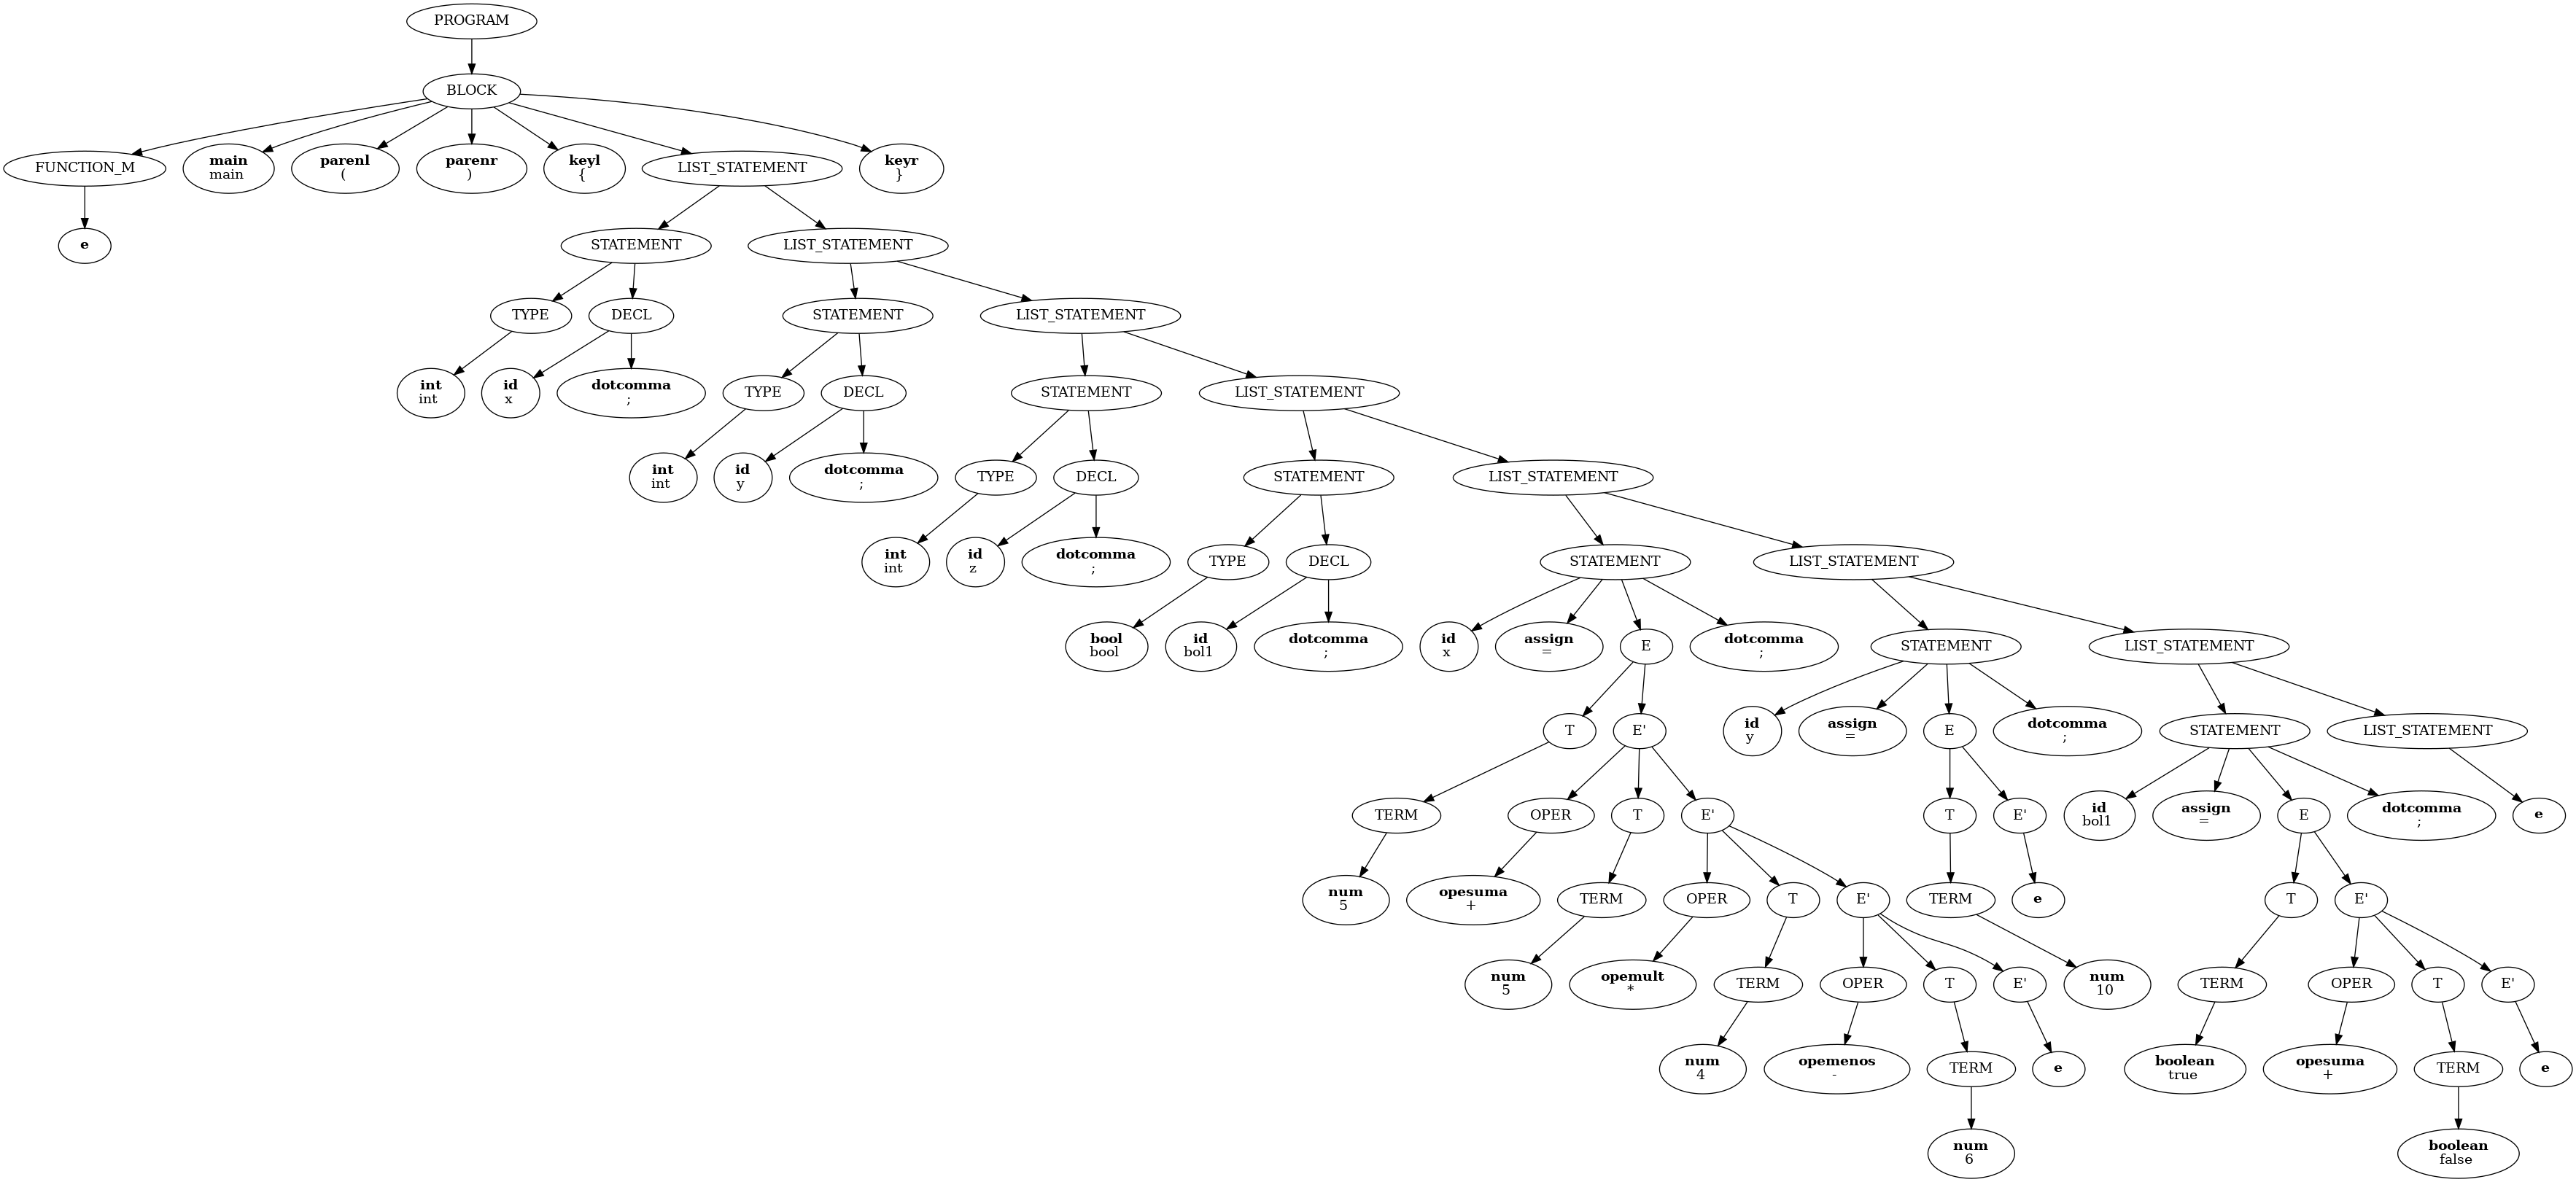 PROGRAM
BLOCK
FUNCTION_M
main
main
parenl
(
parenr
)
keyl
{
LIST_STATEMENT
keyr
}
e
STATEMENT
LIST_STATEMENT
TYPE
DECL
STATEMENT
LIST_STATEMENT
int
int
id
x
dotcomma
;
TYPE
DECL
STATEMENT
LIST_STATEMENT
int
int
id
y
dotcomma
;
TYPE
DECL
STATEMENT
LIST_STATEMENT
int
int
id
z
dotcomma
;
TYPE
DECL
STATEMENT
LIST_STATEMENT
bool
bool
id
bol1
dotcomma
;
id
x
assign
=
E
dotcomma
;
STATEMENT
LIST_STATEMENT
T
E'
id
y
assign
=
E
dotcomma
;
STATEMENT
LIST_STATEMENT
TERM
OPER
T
E'
T
E'
id
bol1
assign
=
E
dotcomma
;
e
num
5
opesuma
+
TERM
OPER
T
E'
TERM
e
T
E'
num
5
opemult
*
TERM
OPER
T
E'
num
10
TERM
OPER
T
E'
num
4
opemenos
-
TERM
e
boolean
true
opesuma
+
TERM
e
num
6
boolean
false